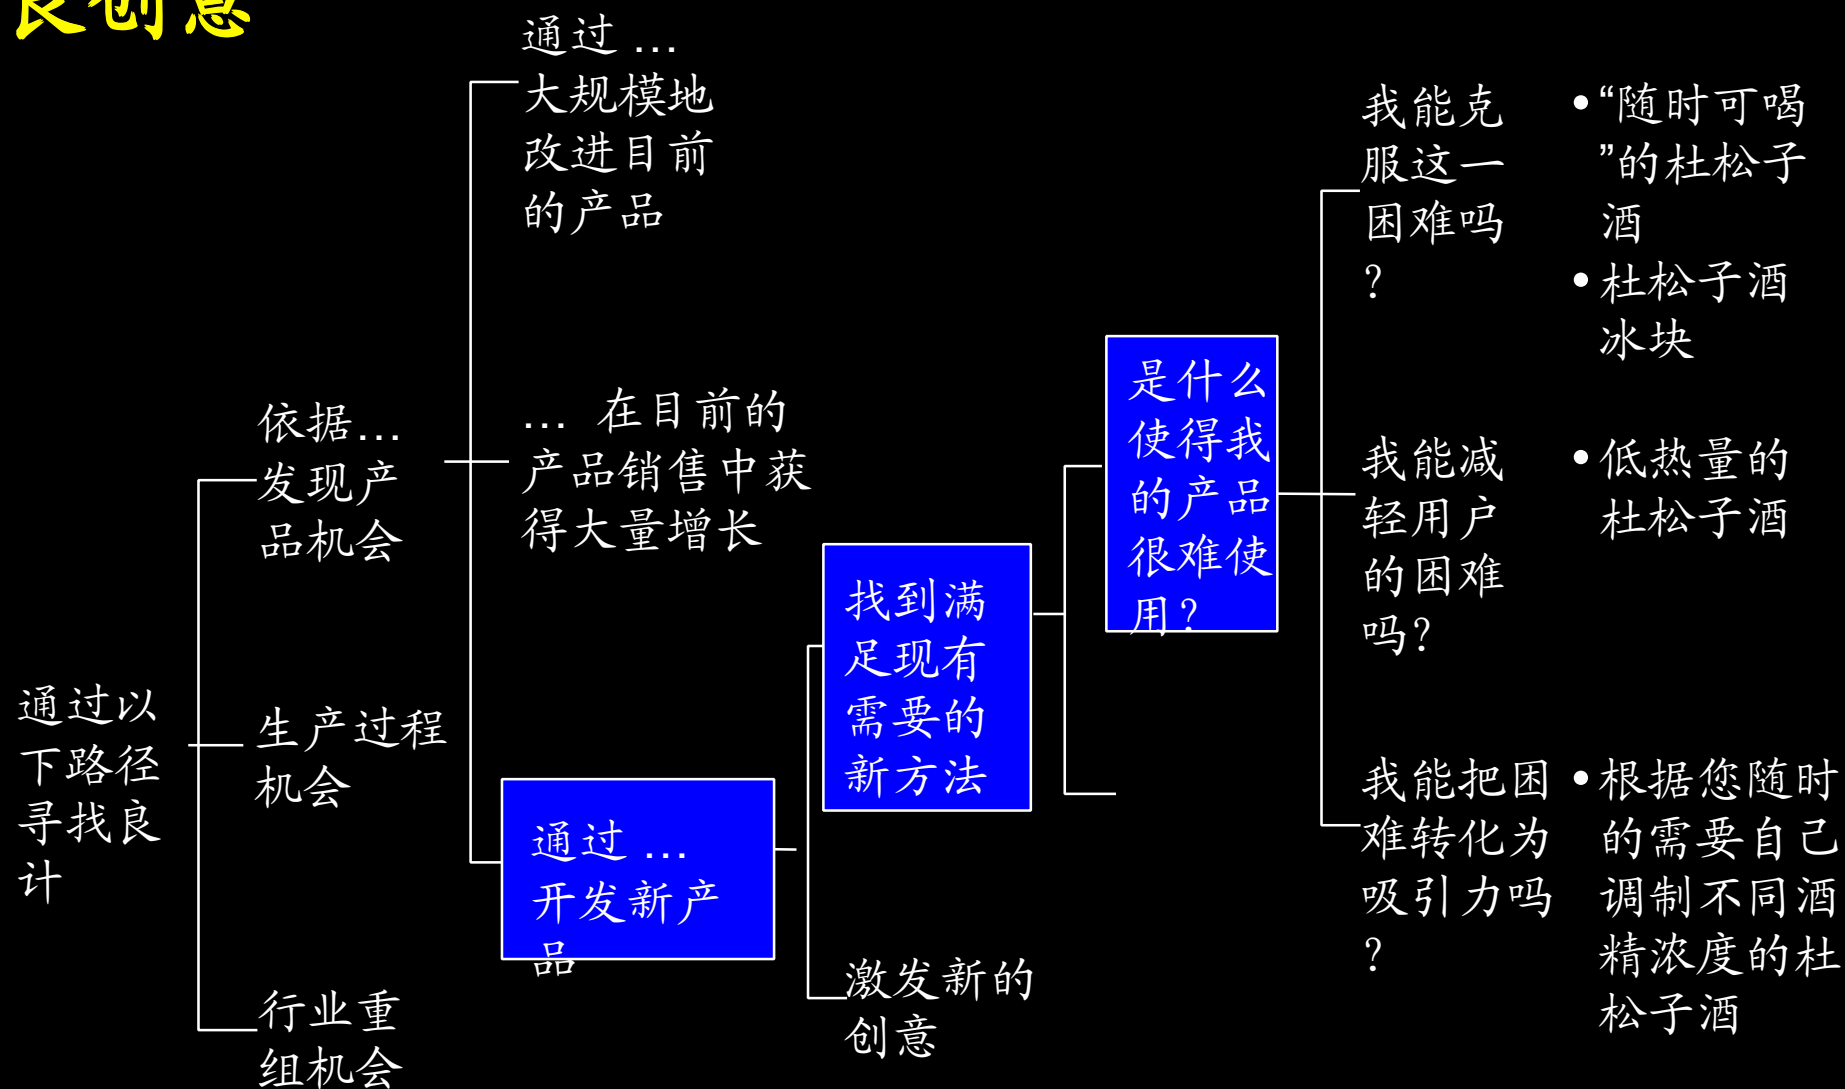 良创意
通过以
下路径
寻找良
计
依据…
发现产
品机会
生产过程
机会
行业重
组机会
通过 …
大规模地
改进目前
的产品
… 在目前的
产品销售中获
得大量增长
通过 …
开发新产
品
找到满
足现有
需要的
新方法
激发新的
创意
是什么
使得我
的产品
很难使
用?
我能克
服这一
困难吗
?
•“随时可喝
”的杜松子
酒
•杜松子酒
冰块
我能减
轻用户
的困难
吗?
•低热量的
杜松子酒
我能把困
难转化为
吸引力吗
?
•根据您随时
的需要自己
调制不同酒
精浓度的杜
松子酒